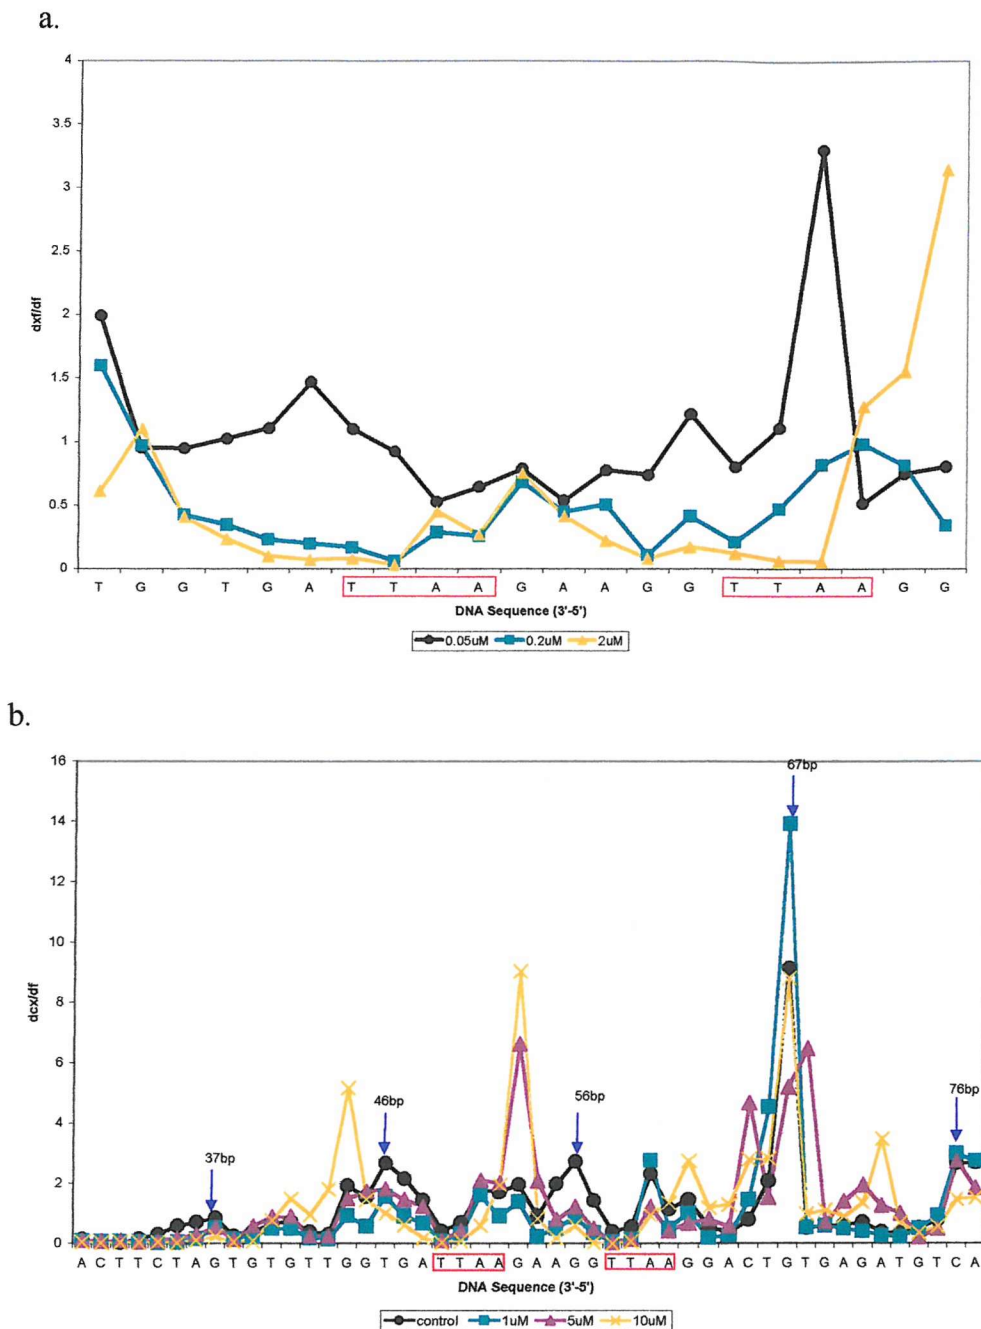 a.
4
3.5
3
2.5
2
1.5
1
0.5
0
dxf/df
T G G T G A T T A A G A A G G T T A A G G
DNA Sequence (3'-5')
0.05uM 0.2uM 2uM
b.
16
14
12
10
8
6
4
2
0
dcx/df
37bp
46bp
56bp
67bp
76bp
A C T T C T A G T G T G T T G G T G A T T A A G A A G G T T A A G G A C T G T G A G A T G T C A
DNA Sequence (3'-5')
control 1uM 5uM 10uM